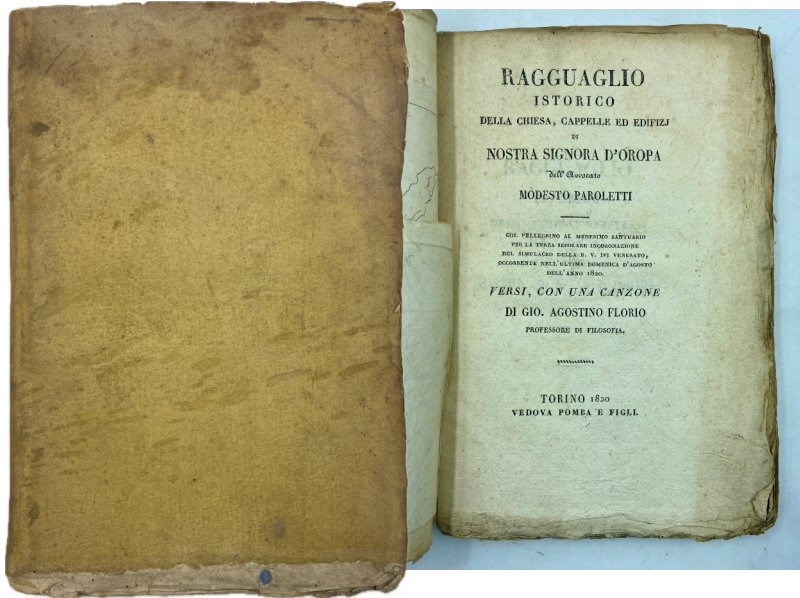 RAGGUAGLIO
ISTORICO
DELLA CHIESA, CAPPELLE ED EDIFIZJ
DI
NOSTRA SIGNORA D'OROPA
dell'Avvocato
MODESTO PAROLETTI
COL PELLEGRINO AL MEDESIMO SANTUARIO
PER LA TERZA SECOLARE INCORONAZIONE
DEL SIMULACRO DELLA B. V. IVI VENERATO,
OCCORRENTE NELL'ULTIMA DOMENICA D'AGOSTO
DELL'ANNO 1820.
VERSI, CON UNA CANZONE
DI GIO. AGOSTINO FLORIO
PROFESSORE DI FILOSOFIA.
TORINO 1820
VEDOVA POMBA E FIGLI.